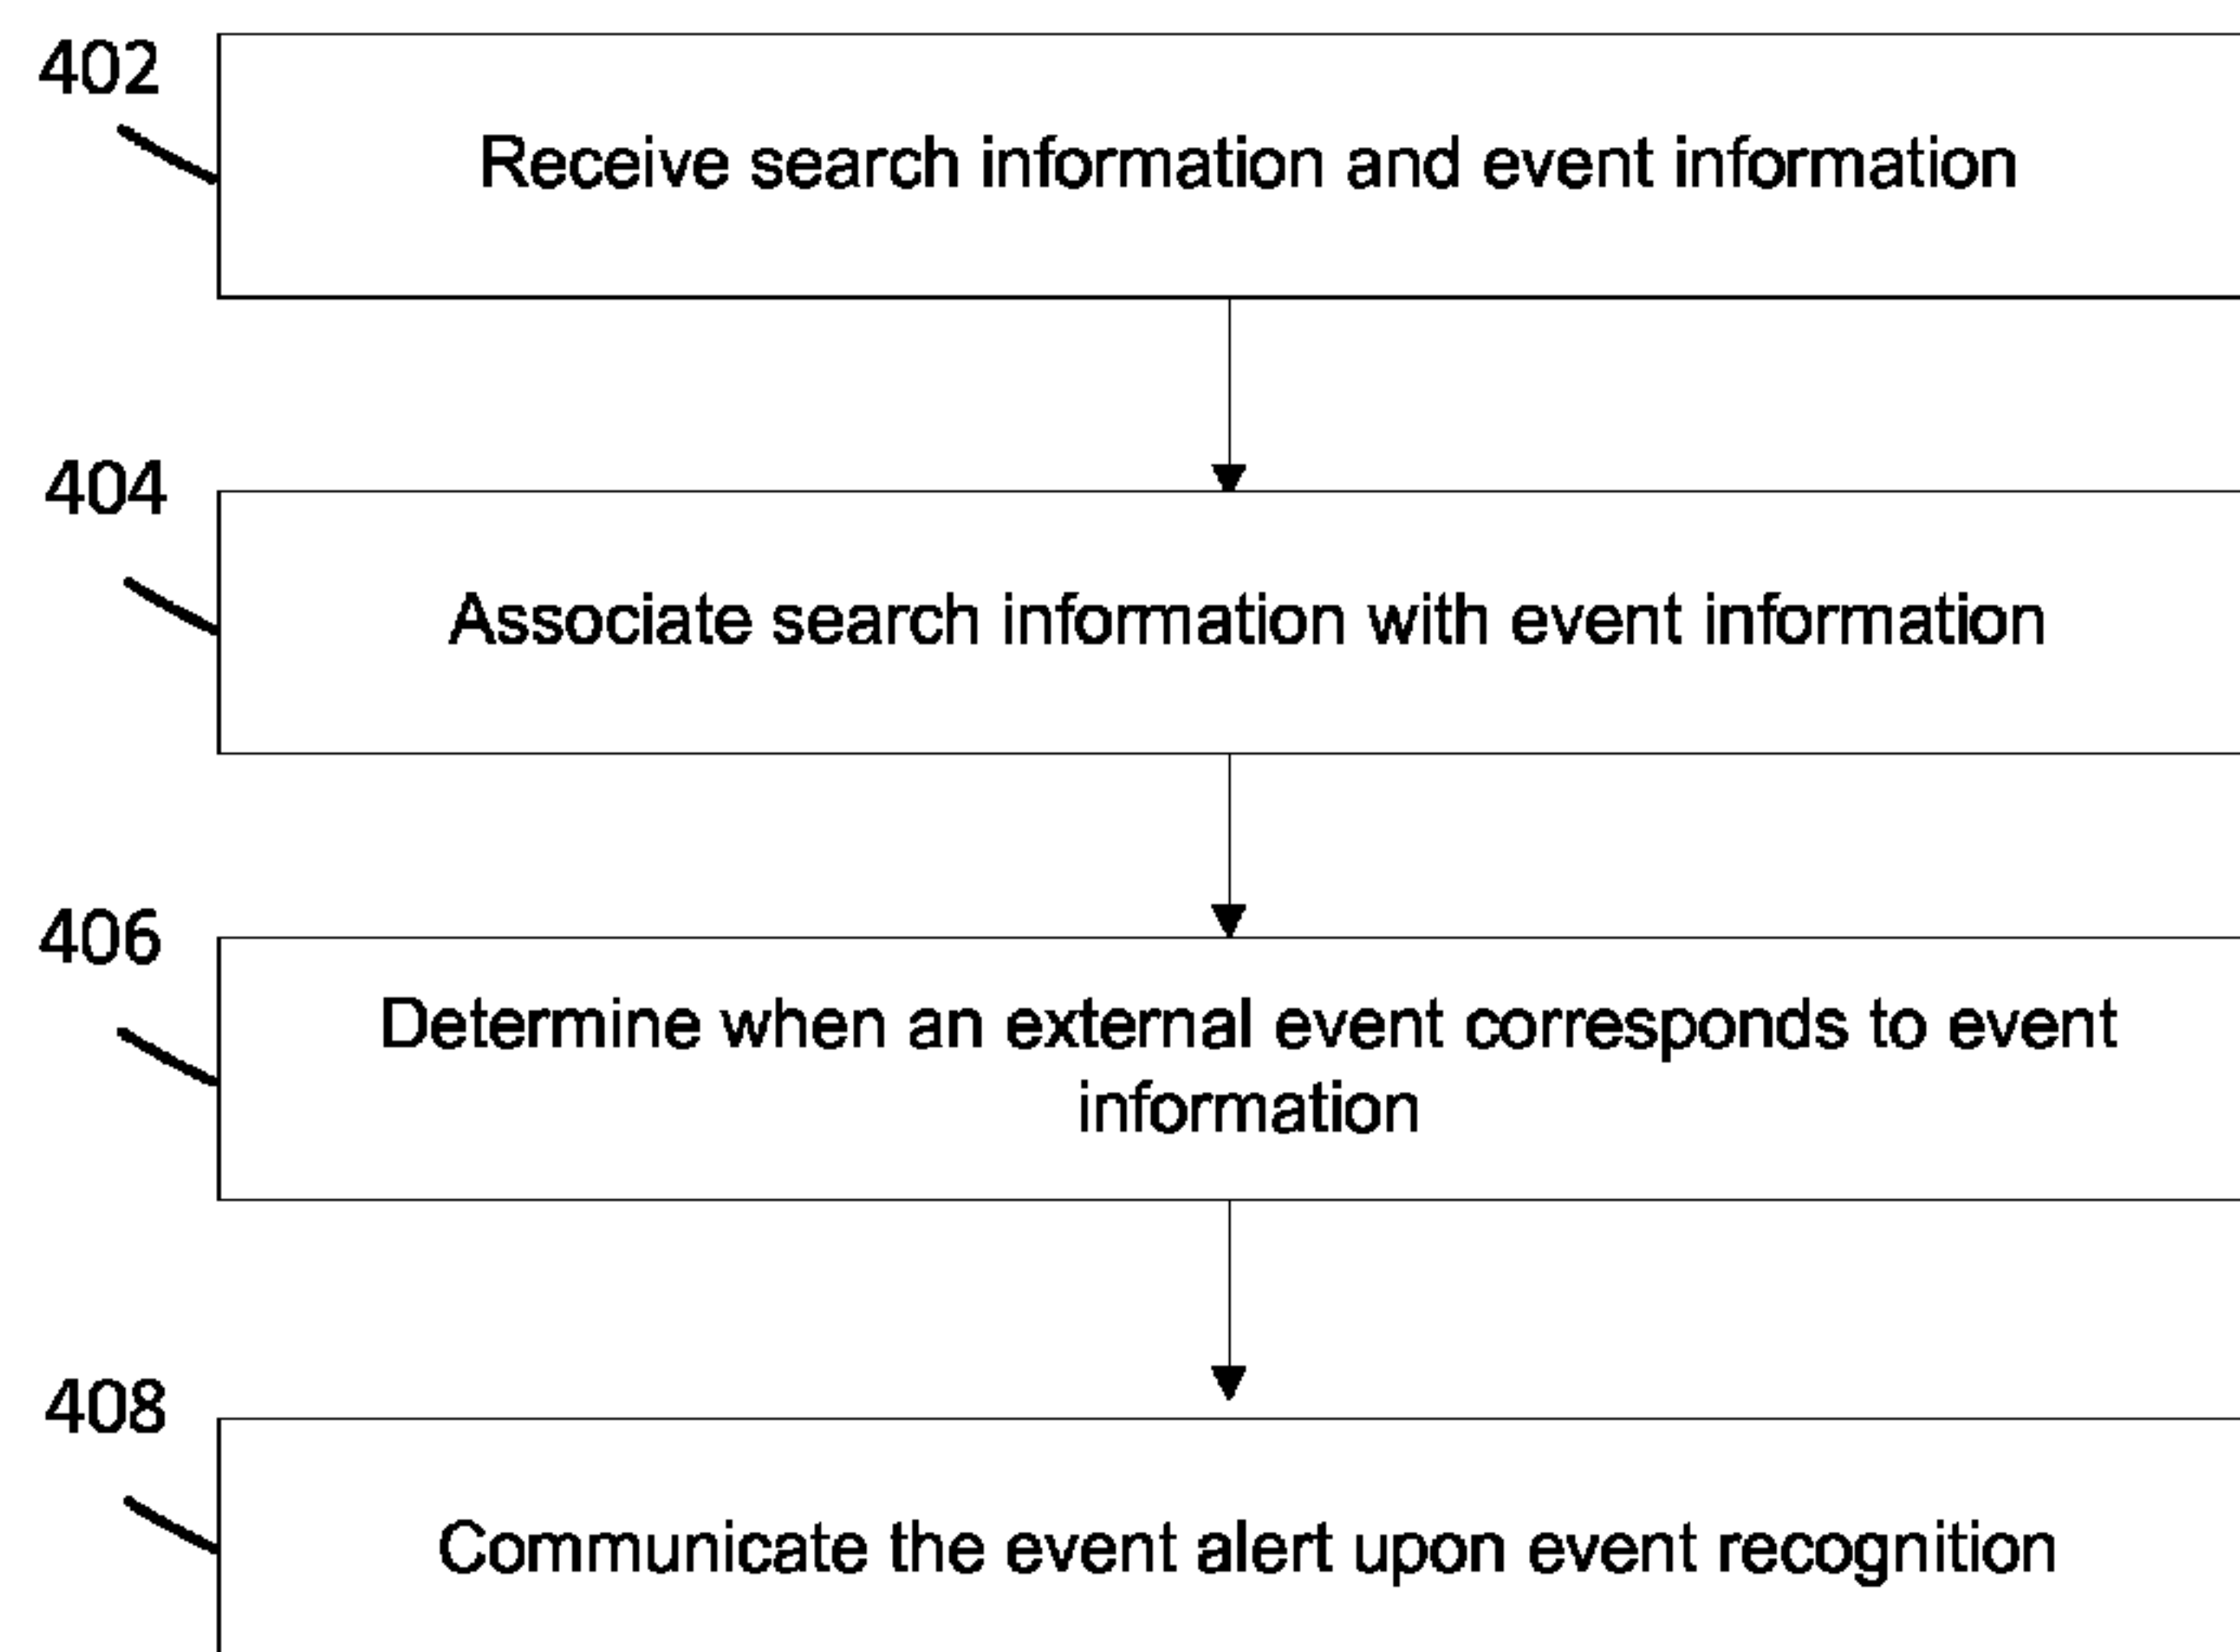 402
Receive search information and event information
404
Associate search information with event information
406
Determine when an external event corresponds to event
information
408
Communicate the event alert upon event recognition